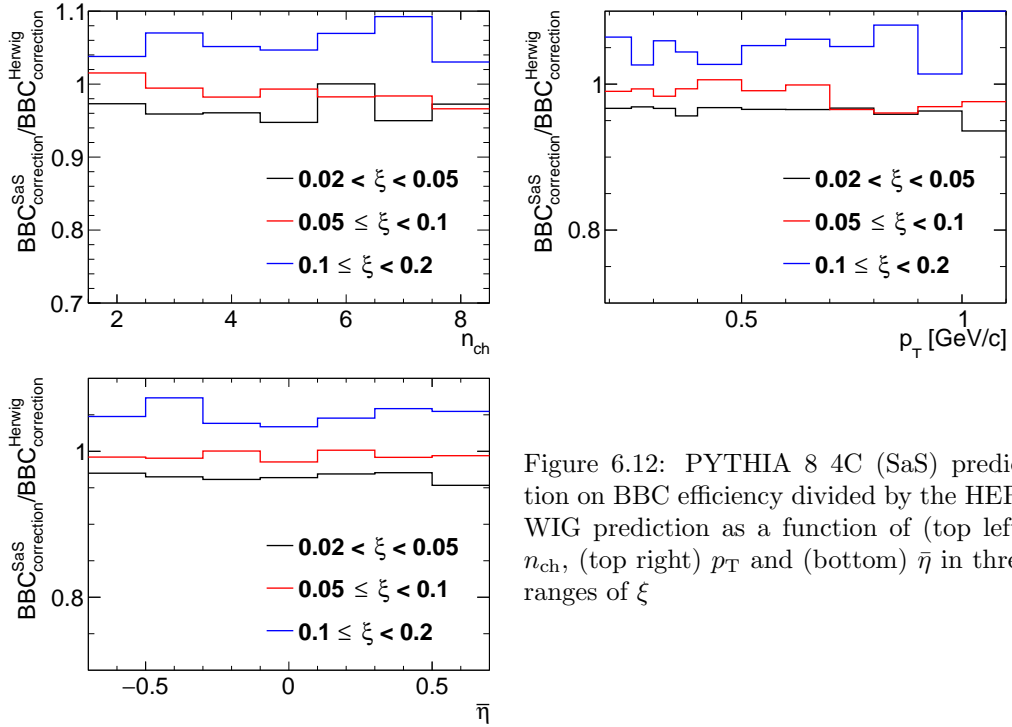 1.1
1
0.9
0.8
0.7
BBC^SaS_correction/BBC^Herwig_correction
0.02 < ξ < 0.05
0.05 ≤ ξ < 0.1
0.1 ≤ ξ < 0.2
2 4 6 8
n_ch
1
0.8
BBC^SaS_correction/BBC^Herwig_correction
0.02 < ξ < 0.05
0.05 ≤ ξ < 0.1
0.1 ≤ ξ < 0.2
0.5 1
p_T [GeV/c]
1
0.8
BBC^SaS_correction/BBC^Herwig_correction
0.02 < ξ < 0.05
0.05 ≤ ξ < 0.1
0.1 ≤ ξ < 0.2
−0.5 0 0.5
η̄
Figure 6.12: PYTHIA 8 4C (SaS) predic
tion on BBC efficiency divided by the HER
WIG prediction as a function of (top left
n_ch, (top right) p_T and (bottom) η̄ in thre
ranges of ξ